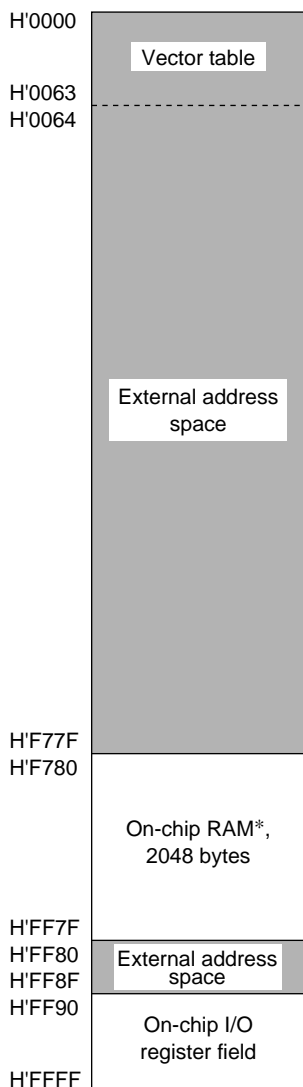 H'0000
Vector table
H'0063
H'0064
External address
space
H'F77F
H'F780
On-chip RAM*,
2048 bytes
H'FF7F
H'FF80
External address
space
H'FF8F
H'FF90
On-chip I/O
register field
H'FFFF